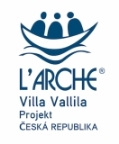 L'ARCHE®
Villa Vallila
Projekt
ČESKÁ REPUBLIKA